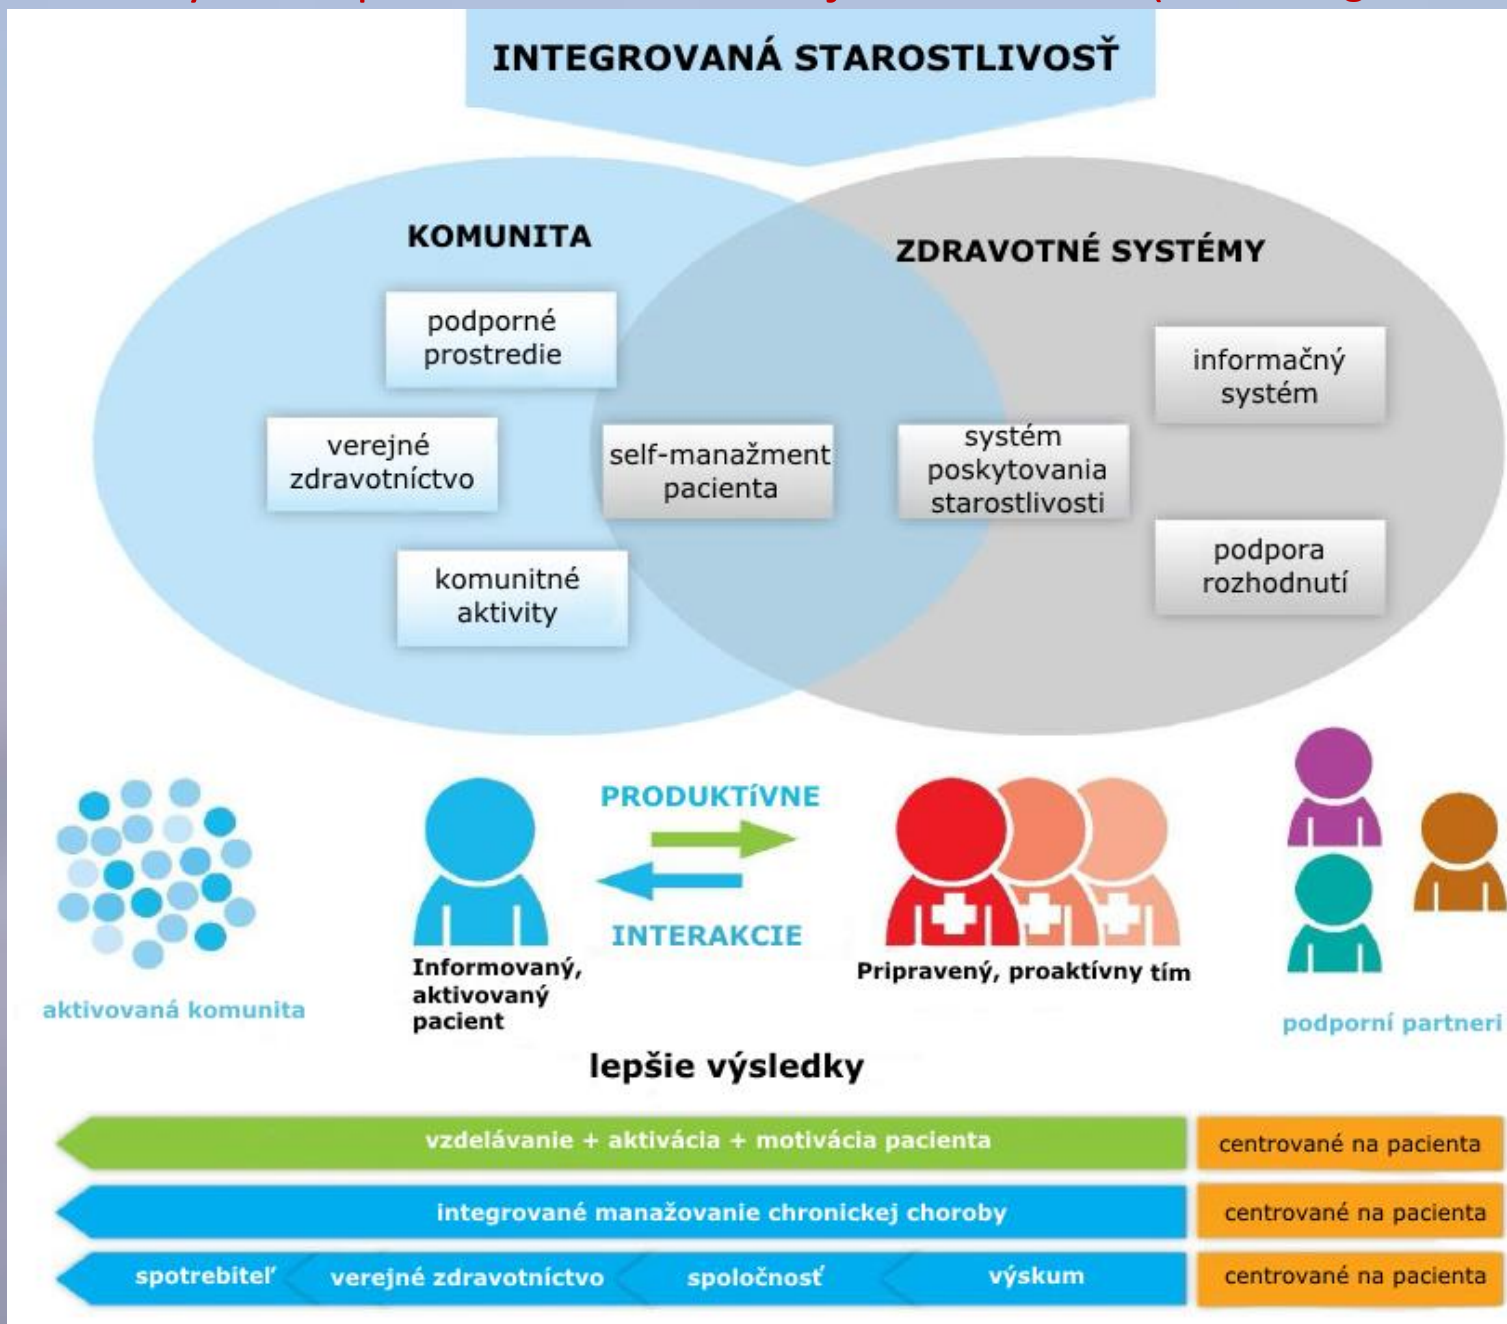 INTEGROVANÁ STAROSTLIVOSŤ
KOMUNITA
ZDRAVOTNÉ SYSTÉMY
podporné
prostredie
informačný
systém
verejné
zdravotníctvo
self-manažment
pacienta
systém
poskytovania
starostlivosti
komunitné
aktivity
podpora
rozhodnutí
PRODUKTíVNE
INTERAKCIE
aktivovaná komunita
Informovaný,
aktivovaný
pacient
Pripravený, proaktívny tím
podporní partneri
lepšie výsledky
vzdelávanie + aktivácia + motivácia pacienta
centrované na pacienta
integrované manažovanie chronickej choroby
centrované na pacienta
spotrebiteľ verejné zdravotníctvo spoločnosť výskum
centrované na pacienta